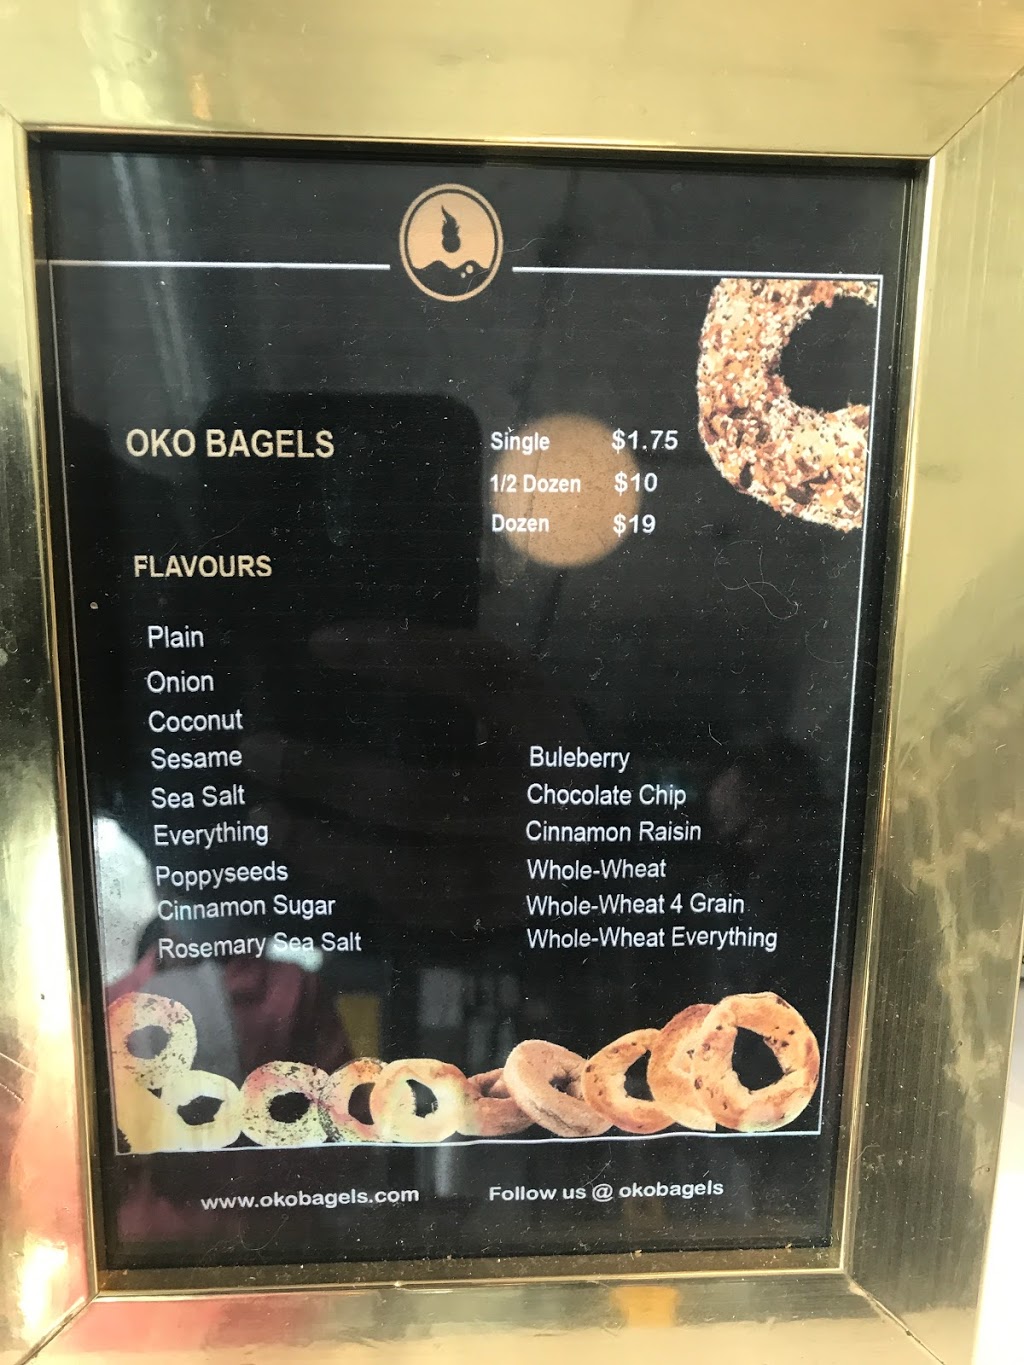 OKO BAGELS
Single $1.75
1/2 Dozen $10
Dozen $19
FLAVOURS
Plain
Onion
Coconut
Sesame
Sea Salt
Everything
Poppyseeds
Cinnamon Sugar
Rosemary Sea Salt
Buleberry
Chocolate Chip
Cinnamon Raisin
Whole-Wheat
Whole-Wheat 4 Grain
Whole-Wheat Everything
www.okobagels.com
Follow us @ okobagels